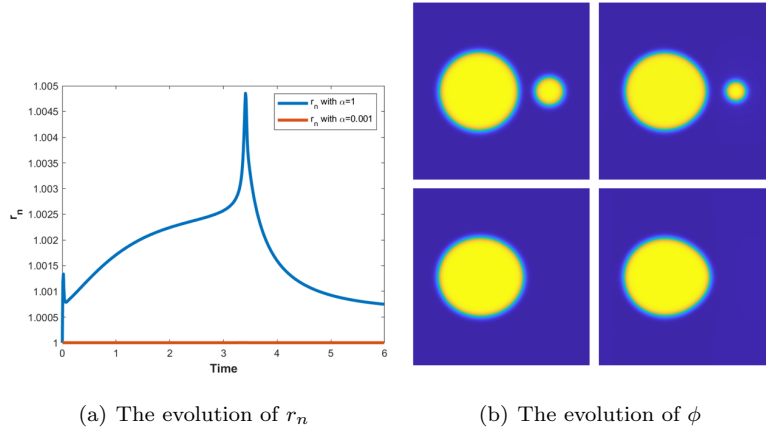 1.005
1.0045
1.004
1.0035
1.003
1.0025
1.002
1.0015
1.001
1.0005
1
r_n
0 1 2 3 4 5 6
Time
r_n with α=1
r_n with α=0.001
(a) The evolution of r_n
(b) The evolution of ϕ